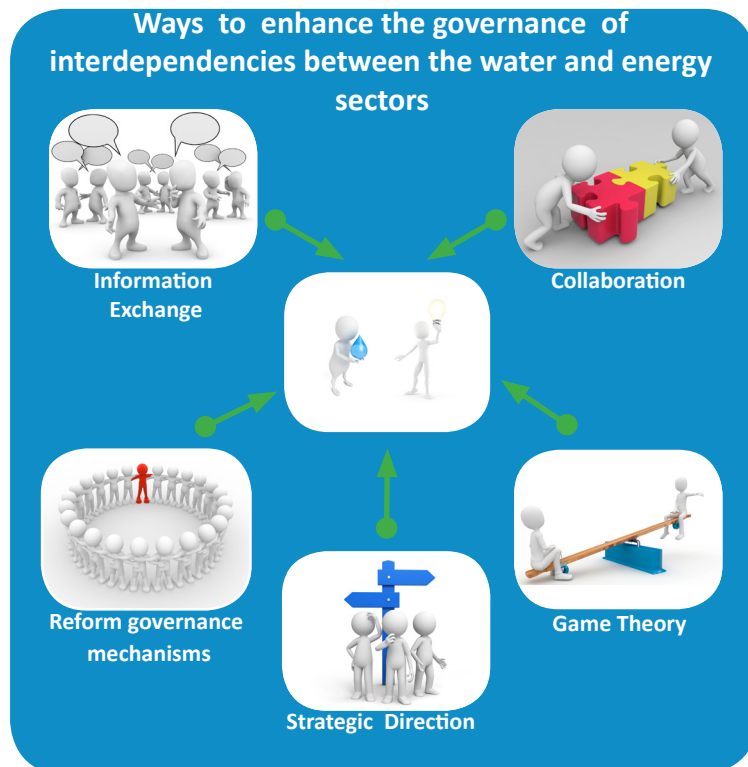 Ways to enhance the governance of
interdependencies between the water and energy
sectors
Information
Exchange
Collaboration
Reform governance
mechanisms
Strategic Direction
Game Theory